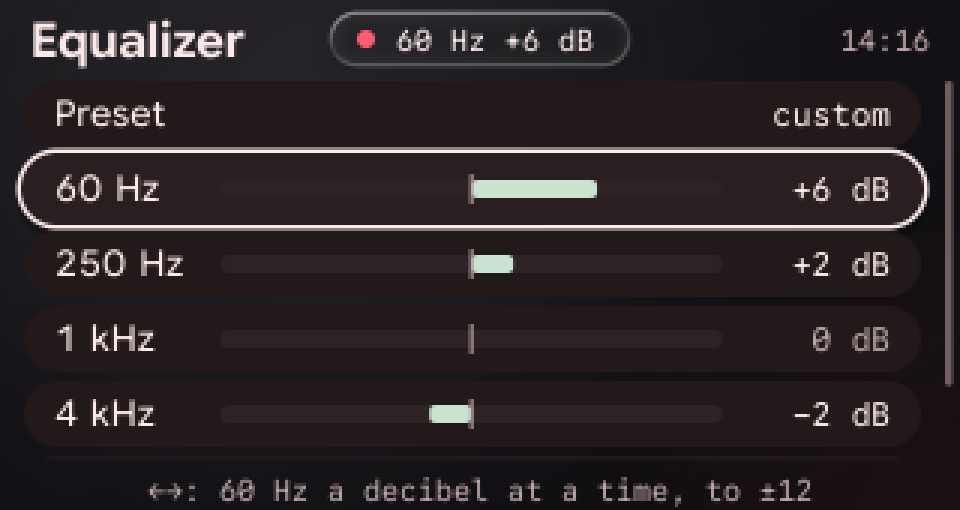 Equalizer
60 Hz +6 dB
14:16
Preset custom
60 Hz +6 dB
250 Hz +2 dB
1 kHz 0 dB
4 kHz −2 dB
↔: 60 Hz a decibel at a time, to ±12